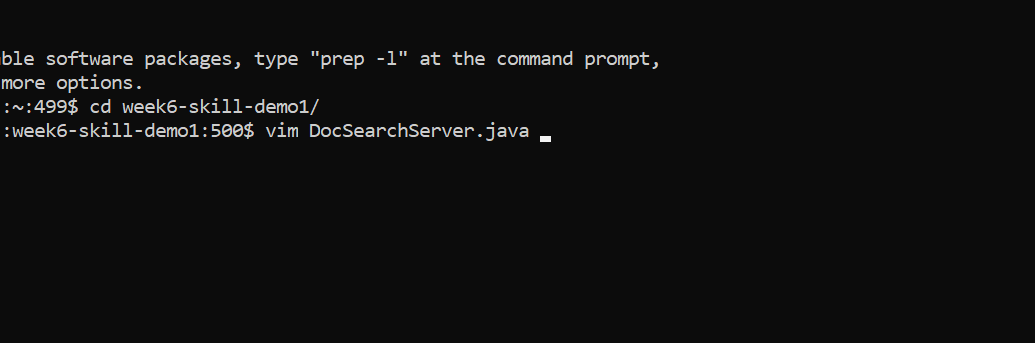 ble software packages, type "prep -l" at the command prompt,
more options.
:~:499$ cd week6-skill-demo1/
:week6-skill-demo1:500$ vim DocSearchServer.java